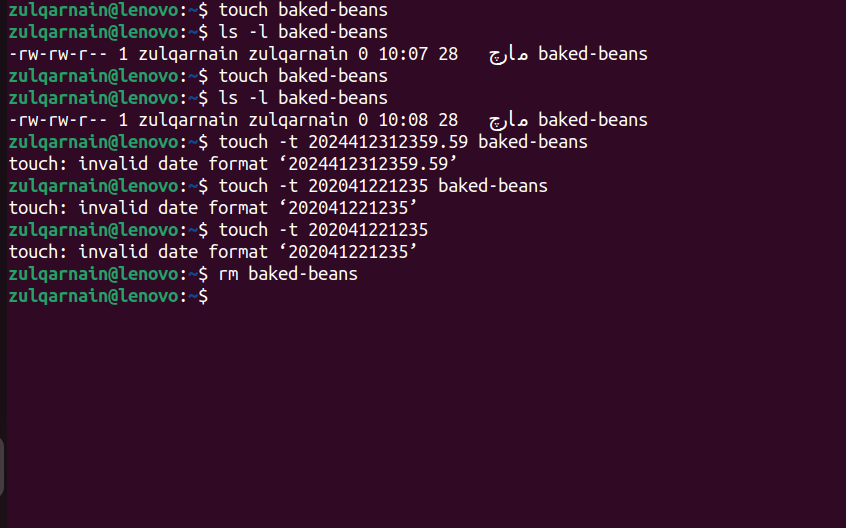 zulqarnain@lenovo:~$ touch baked-beans
zulqarnain@lenovo:~$ ls -l baked-beans
-rw-rw-r-- 1 zulqarnain zulqarnain 0 10:07 28   مارچ baked-beans
zulqarnain@lenovo:~$ touch baked-beans
zulqarnain@lenovo:~$ ls -l baked-beans
-rw-rw-r-- 1 zulqarnain zulqarnain 0 10:08 28   مارچ baked-beans
zulqarnain@lenovo:~$ touch -t 2024412312359.59 baked-beans
touch: invalid date format ‘2024412312359.59’
zulqarnain@lenovo:~$ touch -t 202041221235 baked-beans
touch: invalid date format ‘202041221235’
zulqarnain@lenovo:~$ touch -t 202041221235
touch: invalid date format ‘202041221235’
zulqarnain@lenovo:~$ rm baked-beans
zulqarnain@lenovo:~$